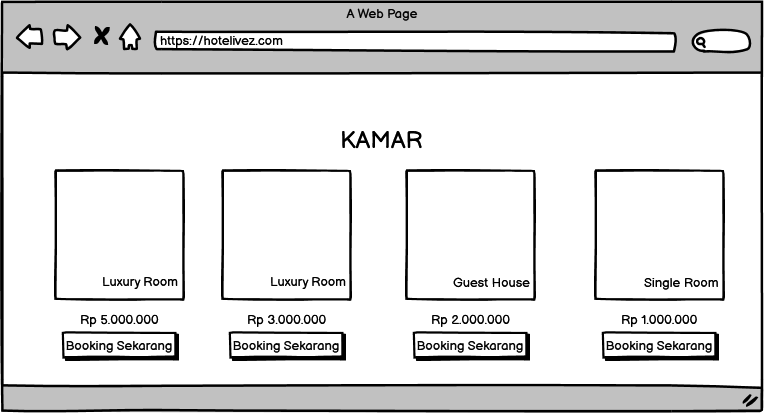 A Web Page
https://hotelivez.com
KAMAR
Luxury Room
Luxury Room
Guest House
Single Room
Rp 5.000.000
Rp 3.000.000
Rp 2.000.000
Rp 1.000.000
Booking Sekarang
Booking Sekarang
Booking Sekarang
Booking Sekarang